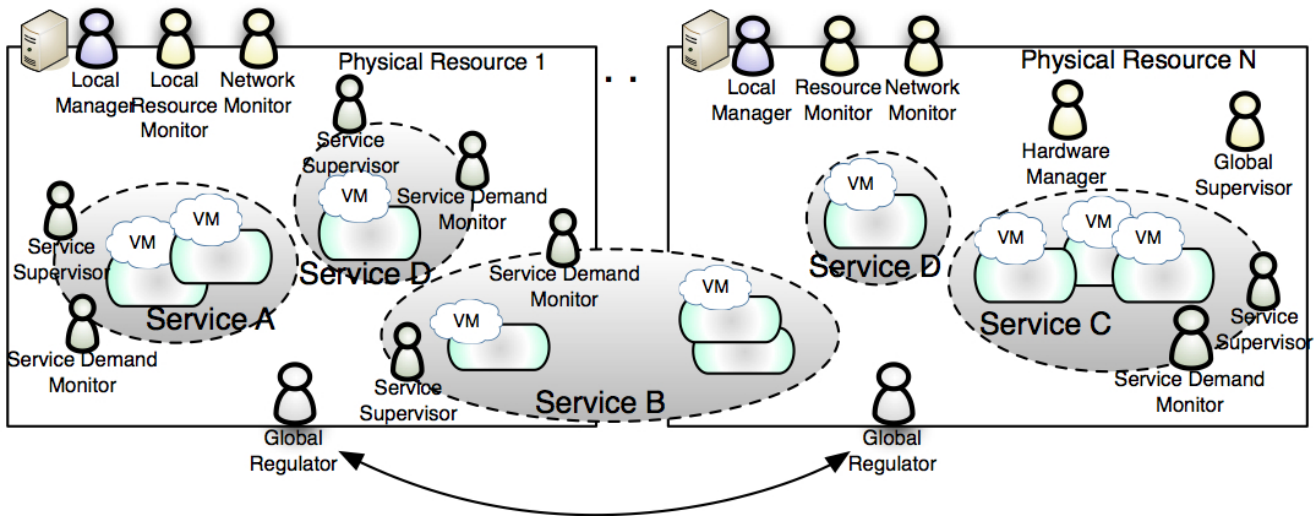 Physical Resource 1
. .
Physical Resource N
Local
Manager
Local
Resource
Monitor
Network
Monitor
Local
Manager
Resource
Monitor
Network
Monitor
Service
Supervisor
VM
Service Demand
Monitor
Service D
Hardware
Manager
Global
Supervisor
VM
Service D
Service
Supervisor
VM
VM
Service A
Service Demand
Monitor
Service Demand
Monitor
VM
VM
Service
Supervisor
Service B
VM
VM
VM
Service C
Service
Supervisor
Service Demand
Monitor
Global
Regulator
Global
Regulator